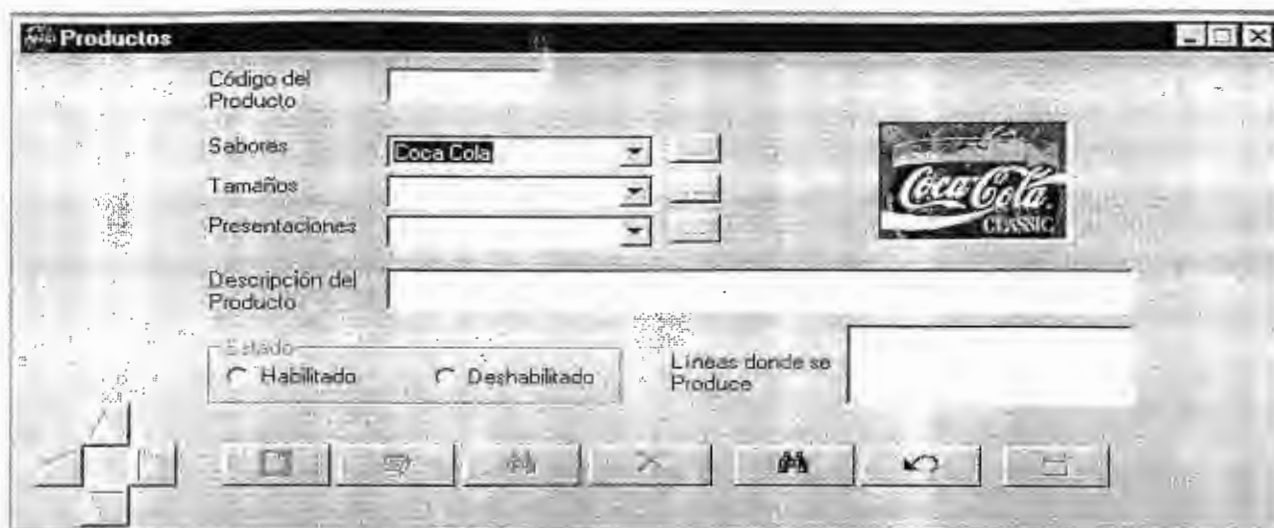 Productos
Código del
Producto
Sabores
Coca Cola
Tamaños
Presentaciones
Coca-Cola
CLASSIC
Descripción del
Producto
Estado
Habilitado
Deshabilitado
Líneas donde se
Produce